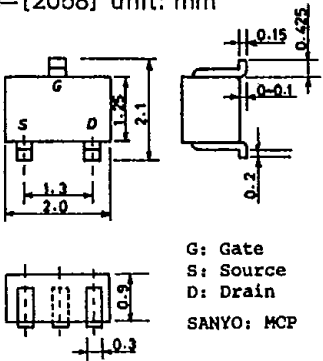 [2058] unit: mm
0.15
0.425
G
S D
1.25
2.1
0~0.1
0.2
1.3
2.0
G: Gate
S: Source
D: Drain
SANYO: MCP
0.9
0.3